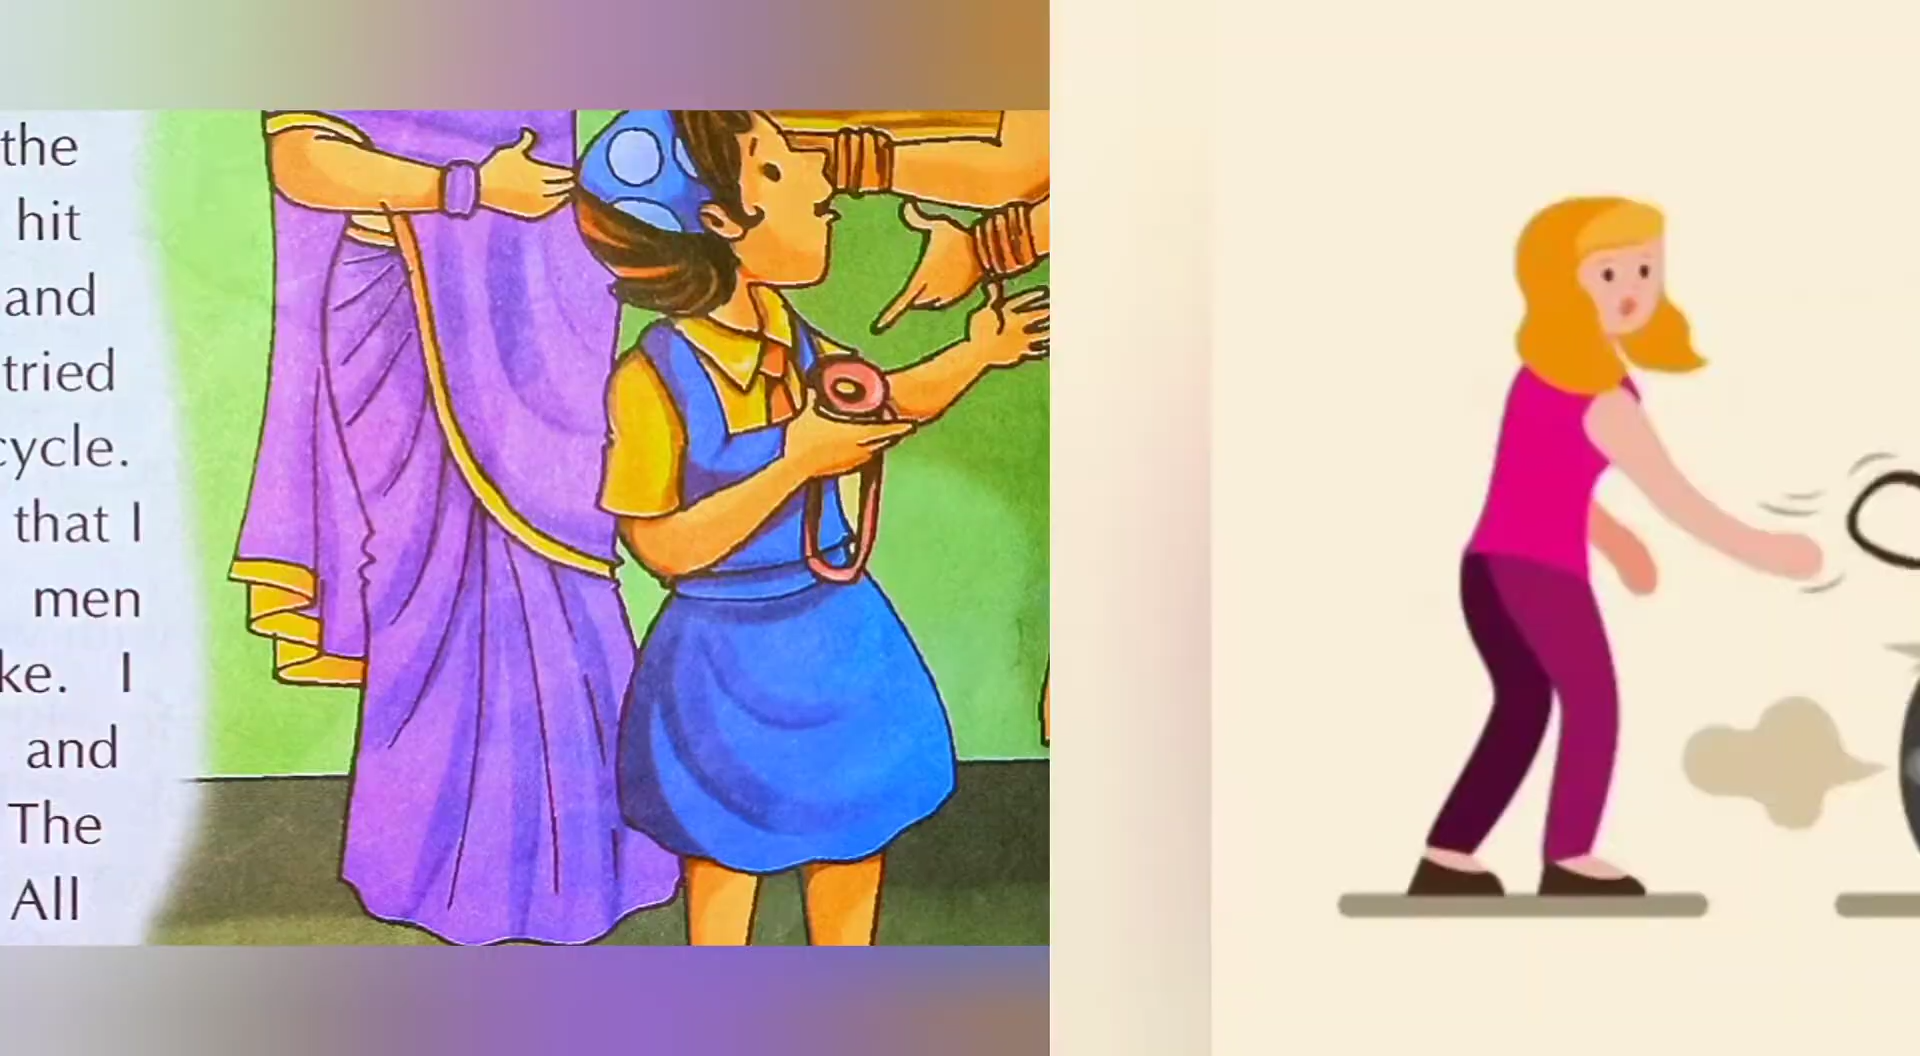 the
hit
and
tried
cycle.
that I
men
ke. I
and
The
All